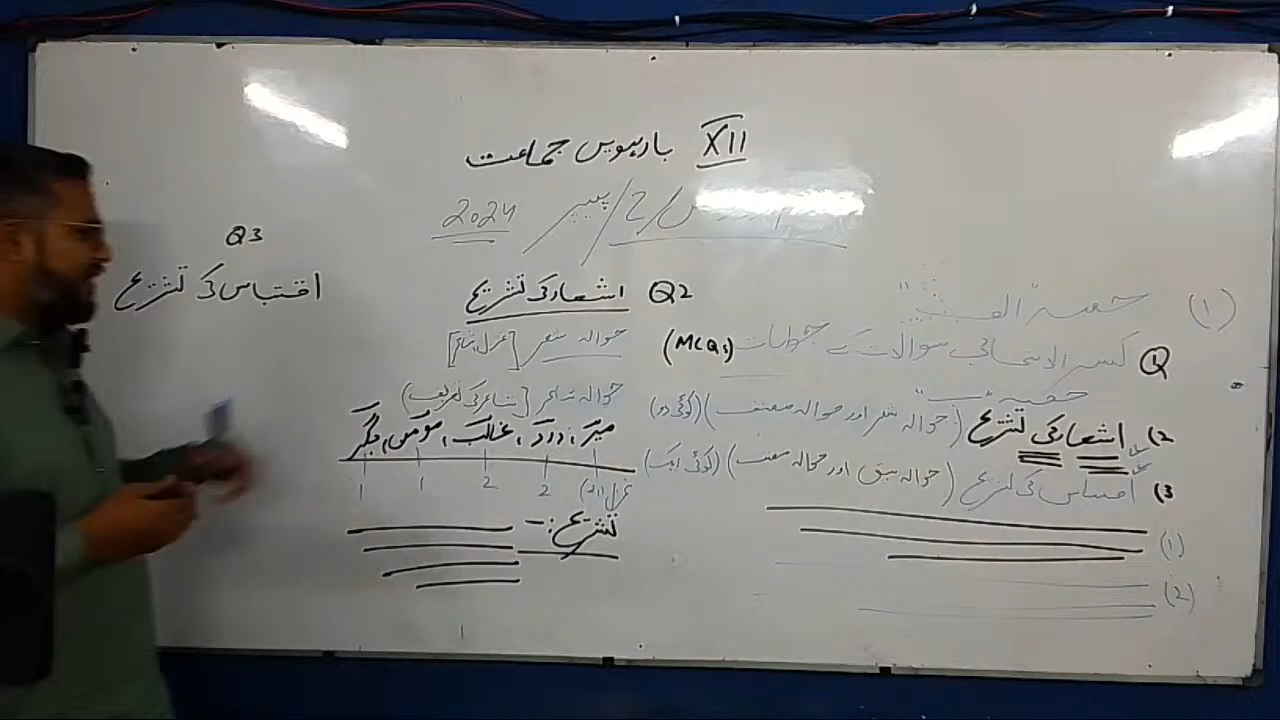 XII بارہویں جماعت
پیپر / 2 / 2024
(1) حصہ "الف"
Q کثیر الانتخابی سوالات کے جوابات (MCQs)
حصہ "ب"
(2 اشعار کی تشریح (حوالہ شعر اور حوالہ مصنف) (کوئی دو)
(3 اقتباس کی تشریح (حوالہ سبق اور حوالہ مصنف) (کوئی ایک)
(1)
(2)
Q2 اشعار کی تشریح
حوالہ شعر [غزل / شاعر]
حوالہ شاعر [شاعر کی تعریف]
میر، درد، غالب، مومن، جگر
غزل (2) 2 2 1 1
تشریح :-
Q3
اقتباس کی تشریح